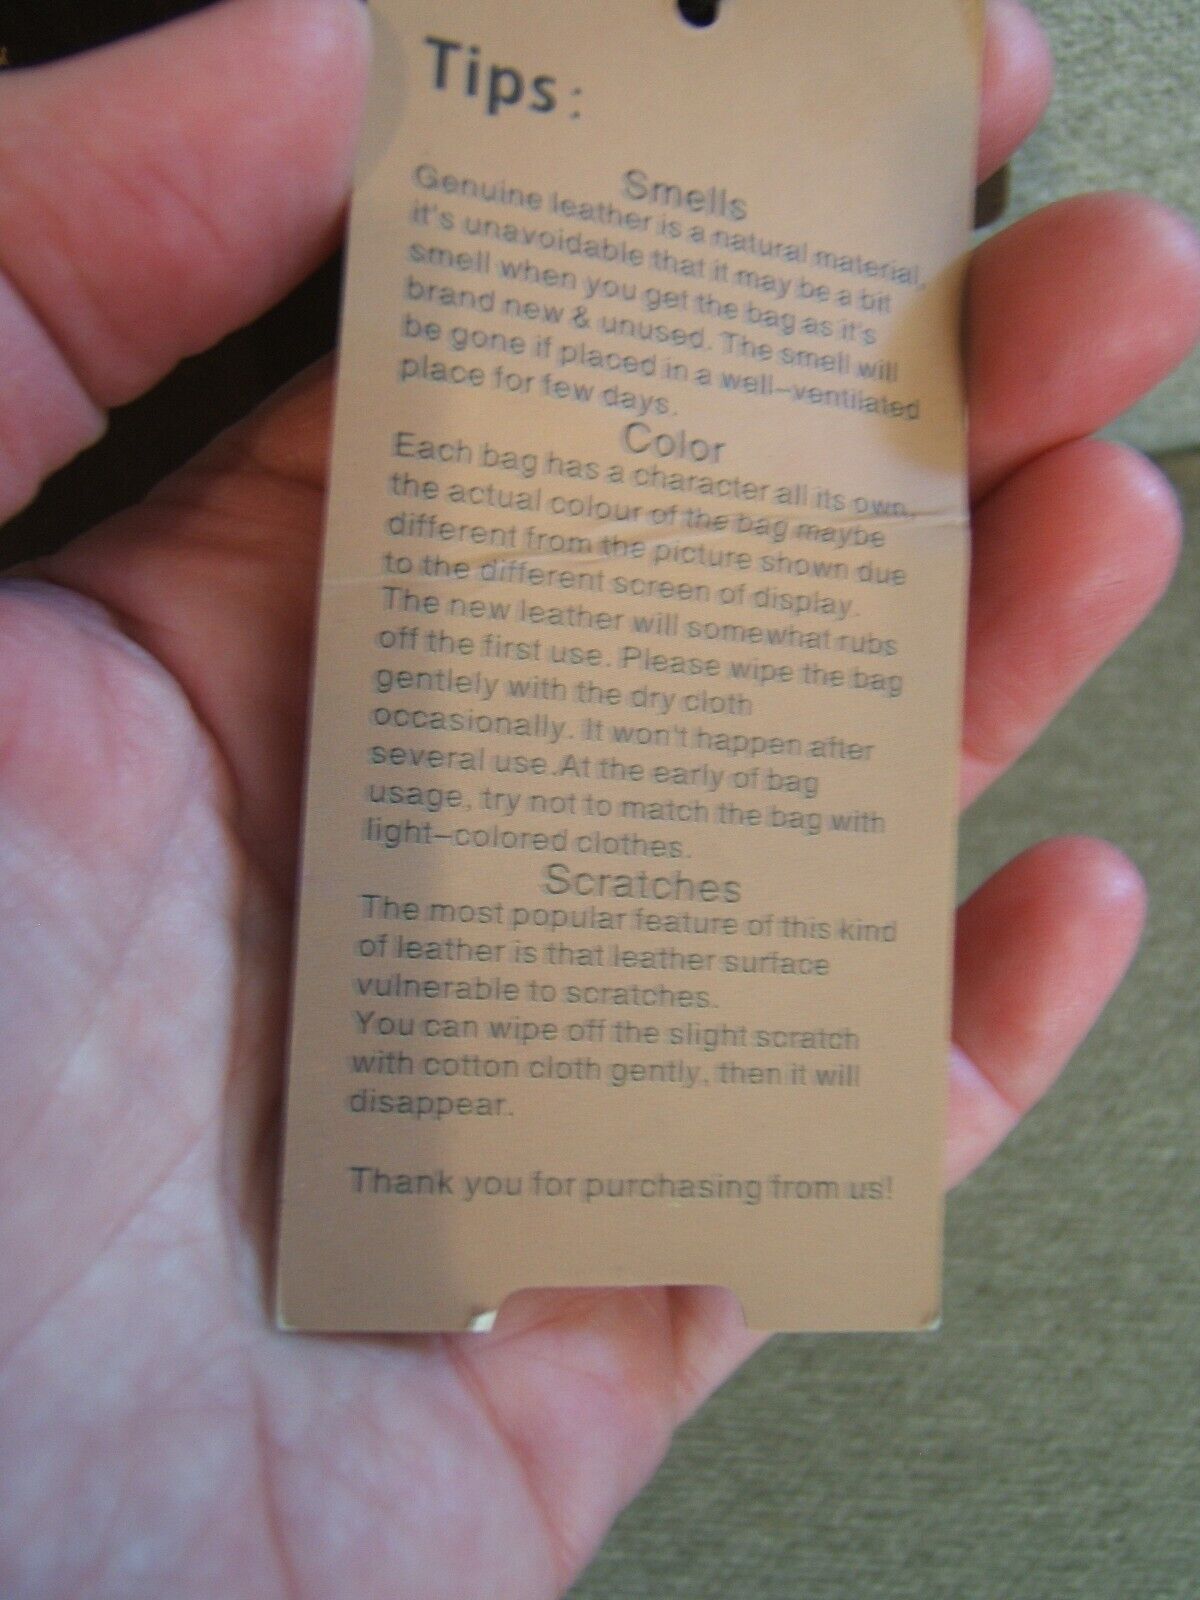 Tips:
Smells
Genuine leather is a natural material,
it's unavoidable that it may be a bit
smell when you get the bag as it's
brand new & unused. The smell will
be gone if placed in a well-ventilated
place for few days.
Color
Each bag has a character all its own,
the actual colour of the bag maybe
different from the picture shown due
to the different screen of display.
The new leather will somewhat rubs
off the first use. Please wipe the bag
gentlely with the dry cloth
occasionally. It won't happen after
several use.At the early of bag
usage, try not to match the bag with
light-colored clothes.
Scratches
The most popular feature of this kind
of leather is that leather surface
vulnerable to scratches.
You can wipe off the slight scratch
with cotton cloth gently, then it will
disappear.
Thank you for purchasing from us!